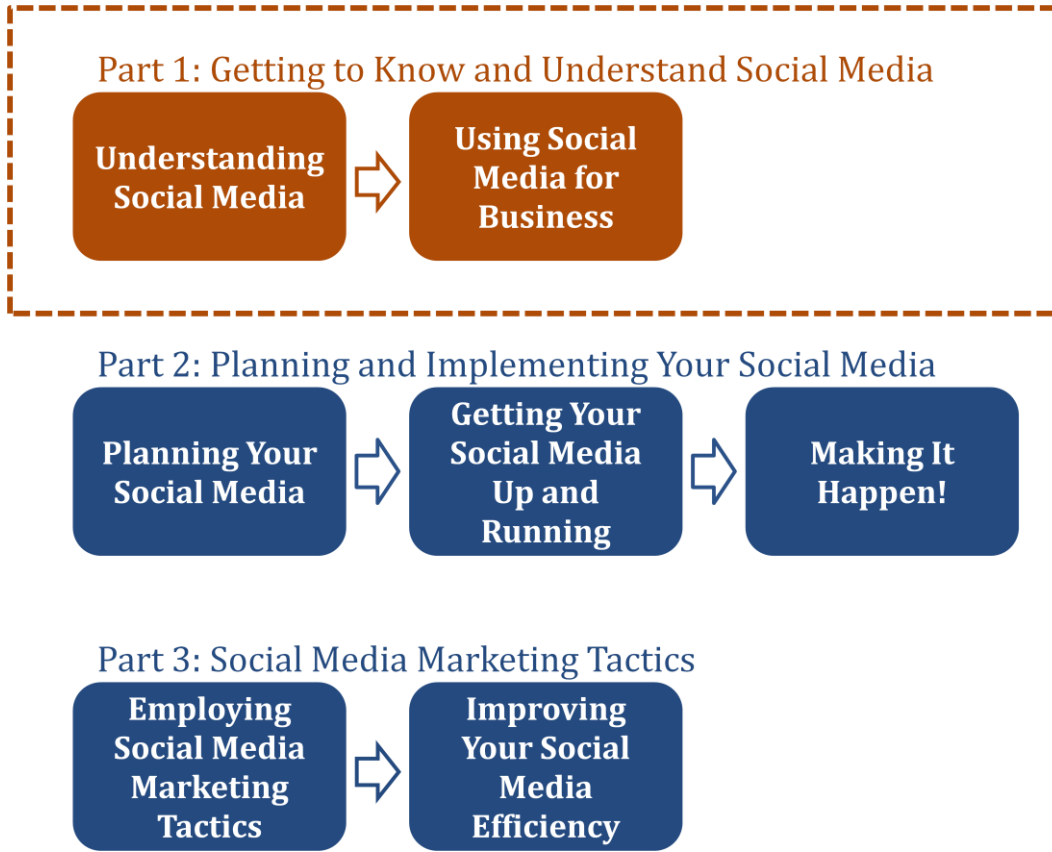 Part 1: Getting to Know and Understand Social Media
Understanding
Social Media
Using Social
Media for
Business
Part 2: Planning and Implementing Your Social Media
Planning Your
Social Media
Getting Your
Social Media
Up and
Running
Making It
Happen!
Part 3: Social Media Marketing Tactics
Employing
Social Media
Marketing
Tactics
Improving
Your Social
Media
Efficiency